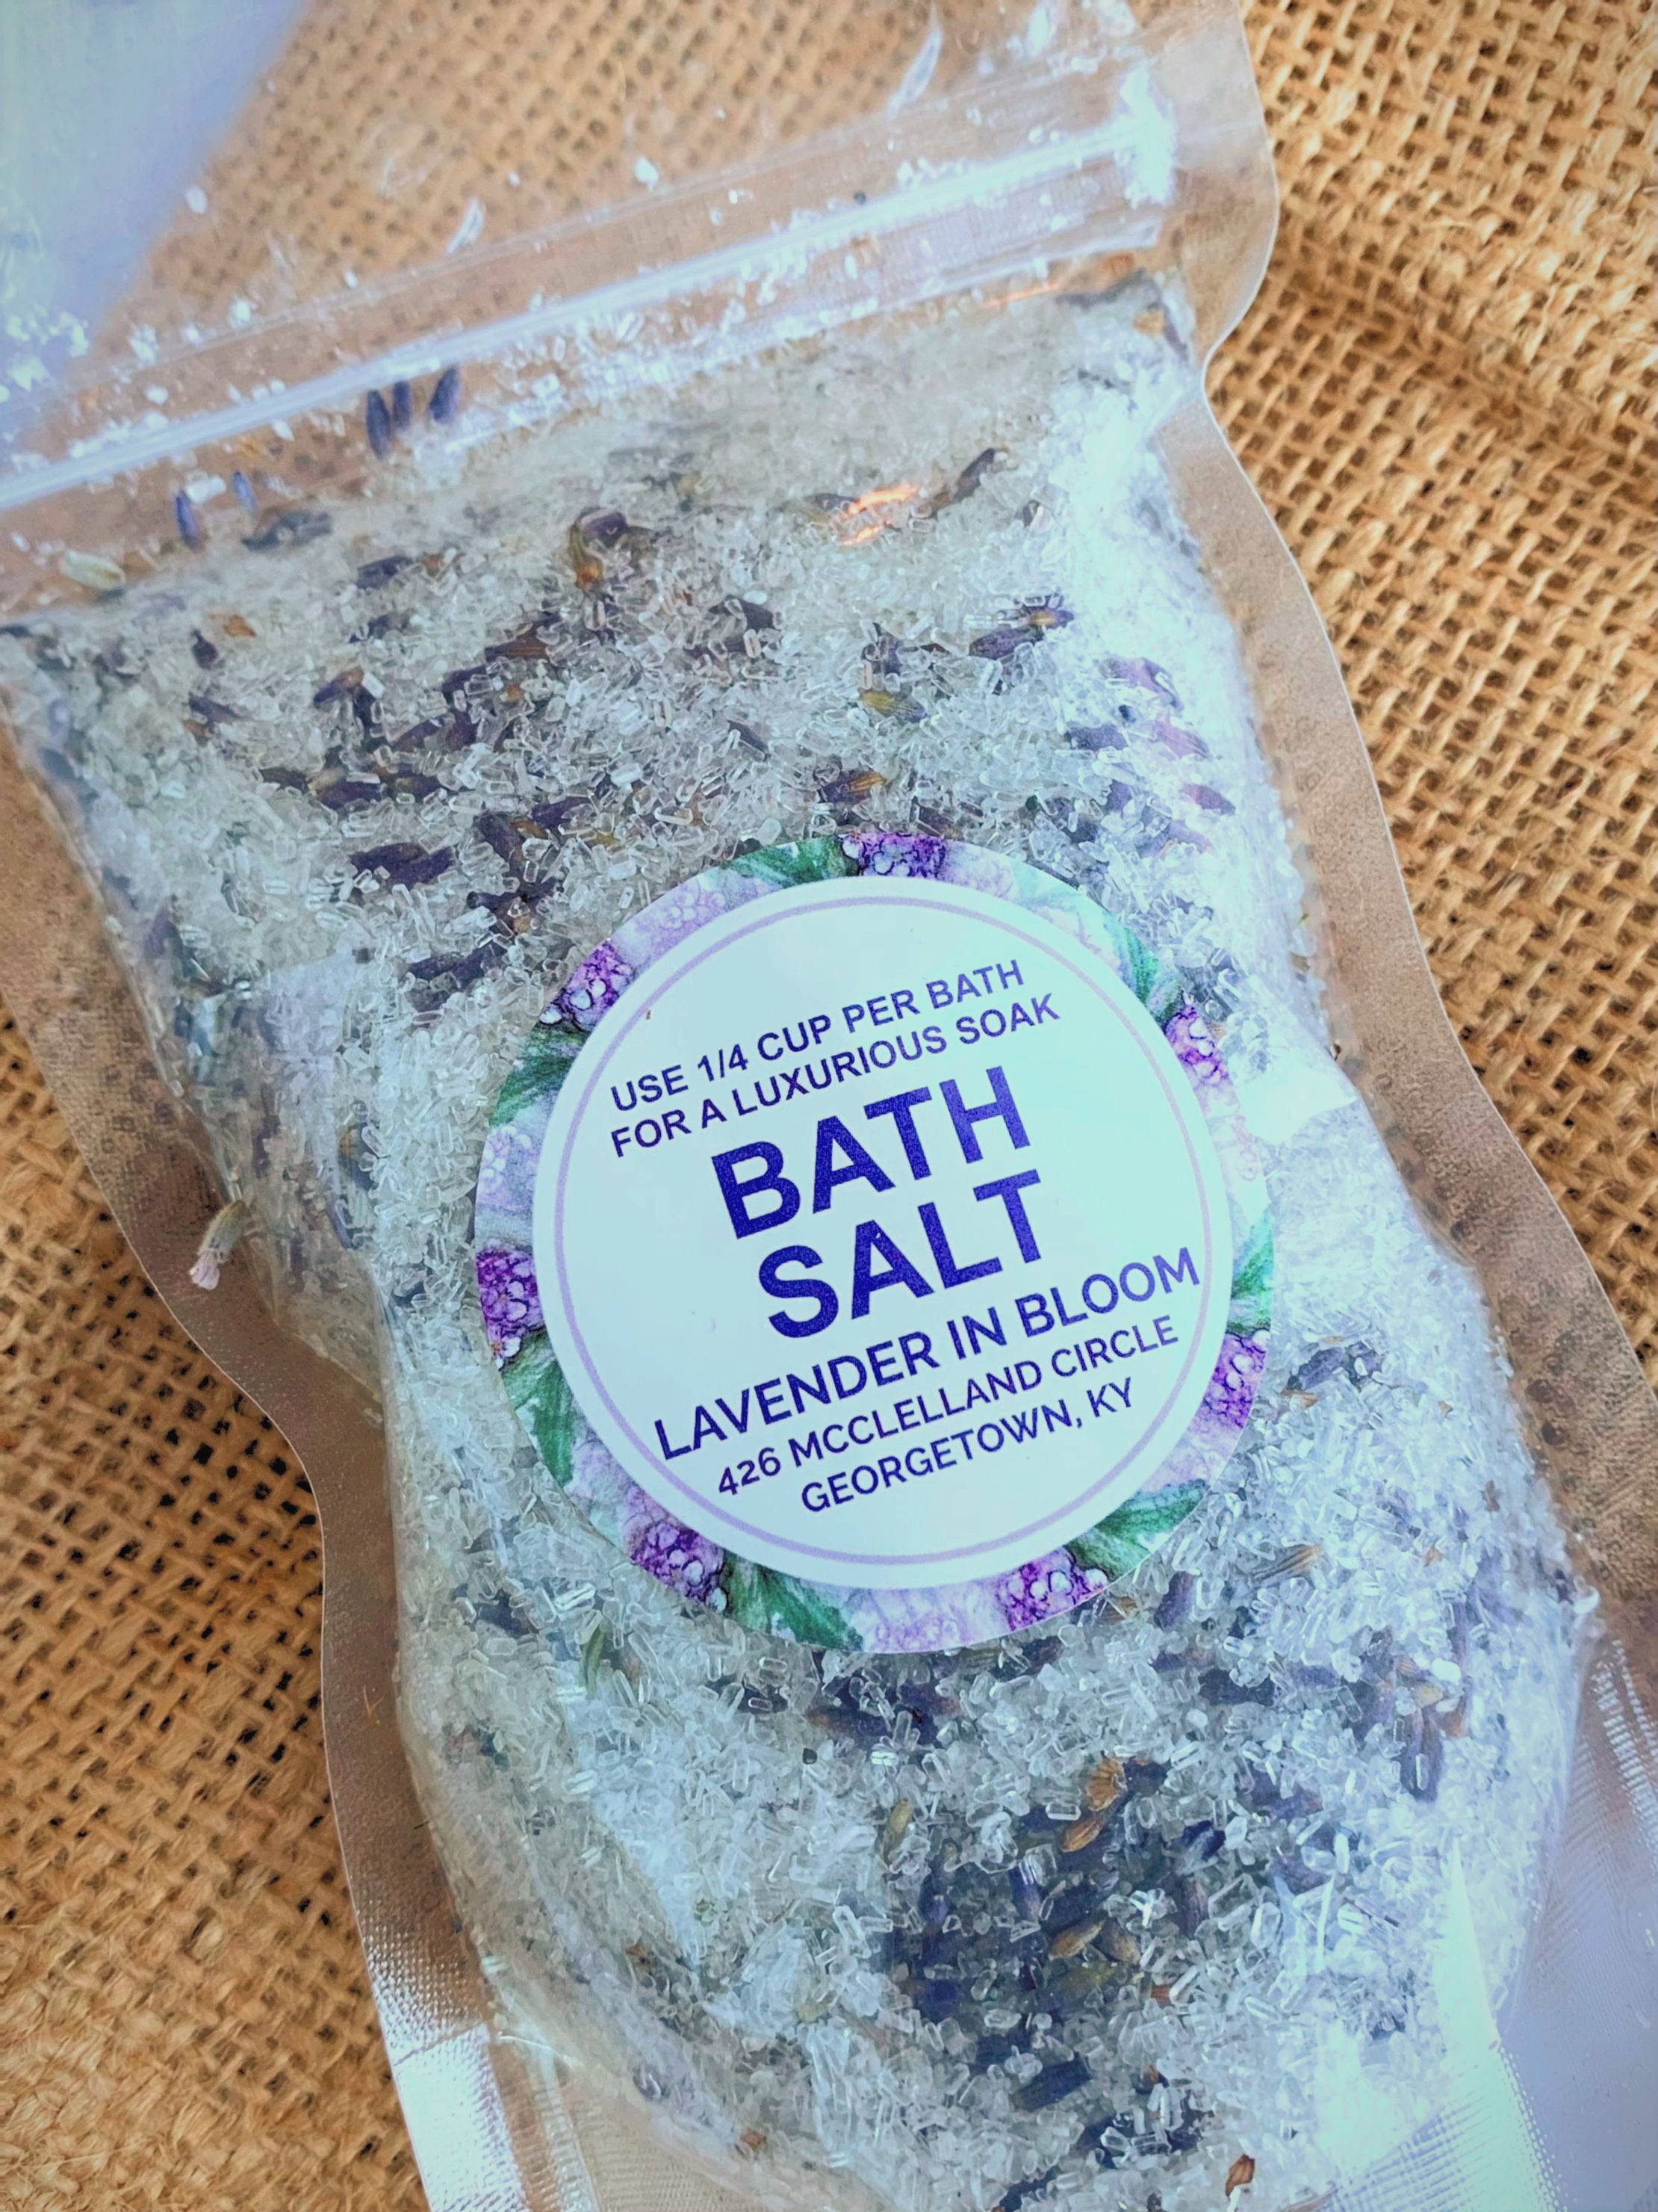 USE 1/4 CUP PER BATH
FOR A LUXURIOUS SOAK
BATH
SALT
LAVENDER IN BLOOM
426 MCCLELLAND CIRCLE
GEORGETOWN, KY